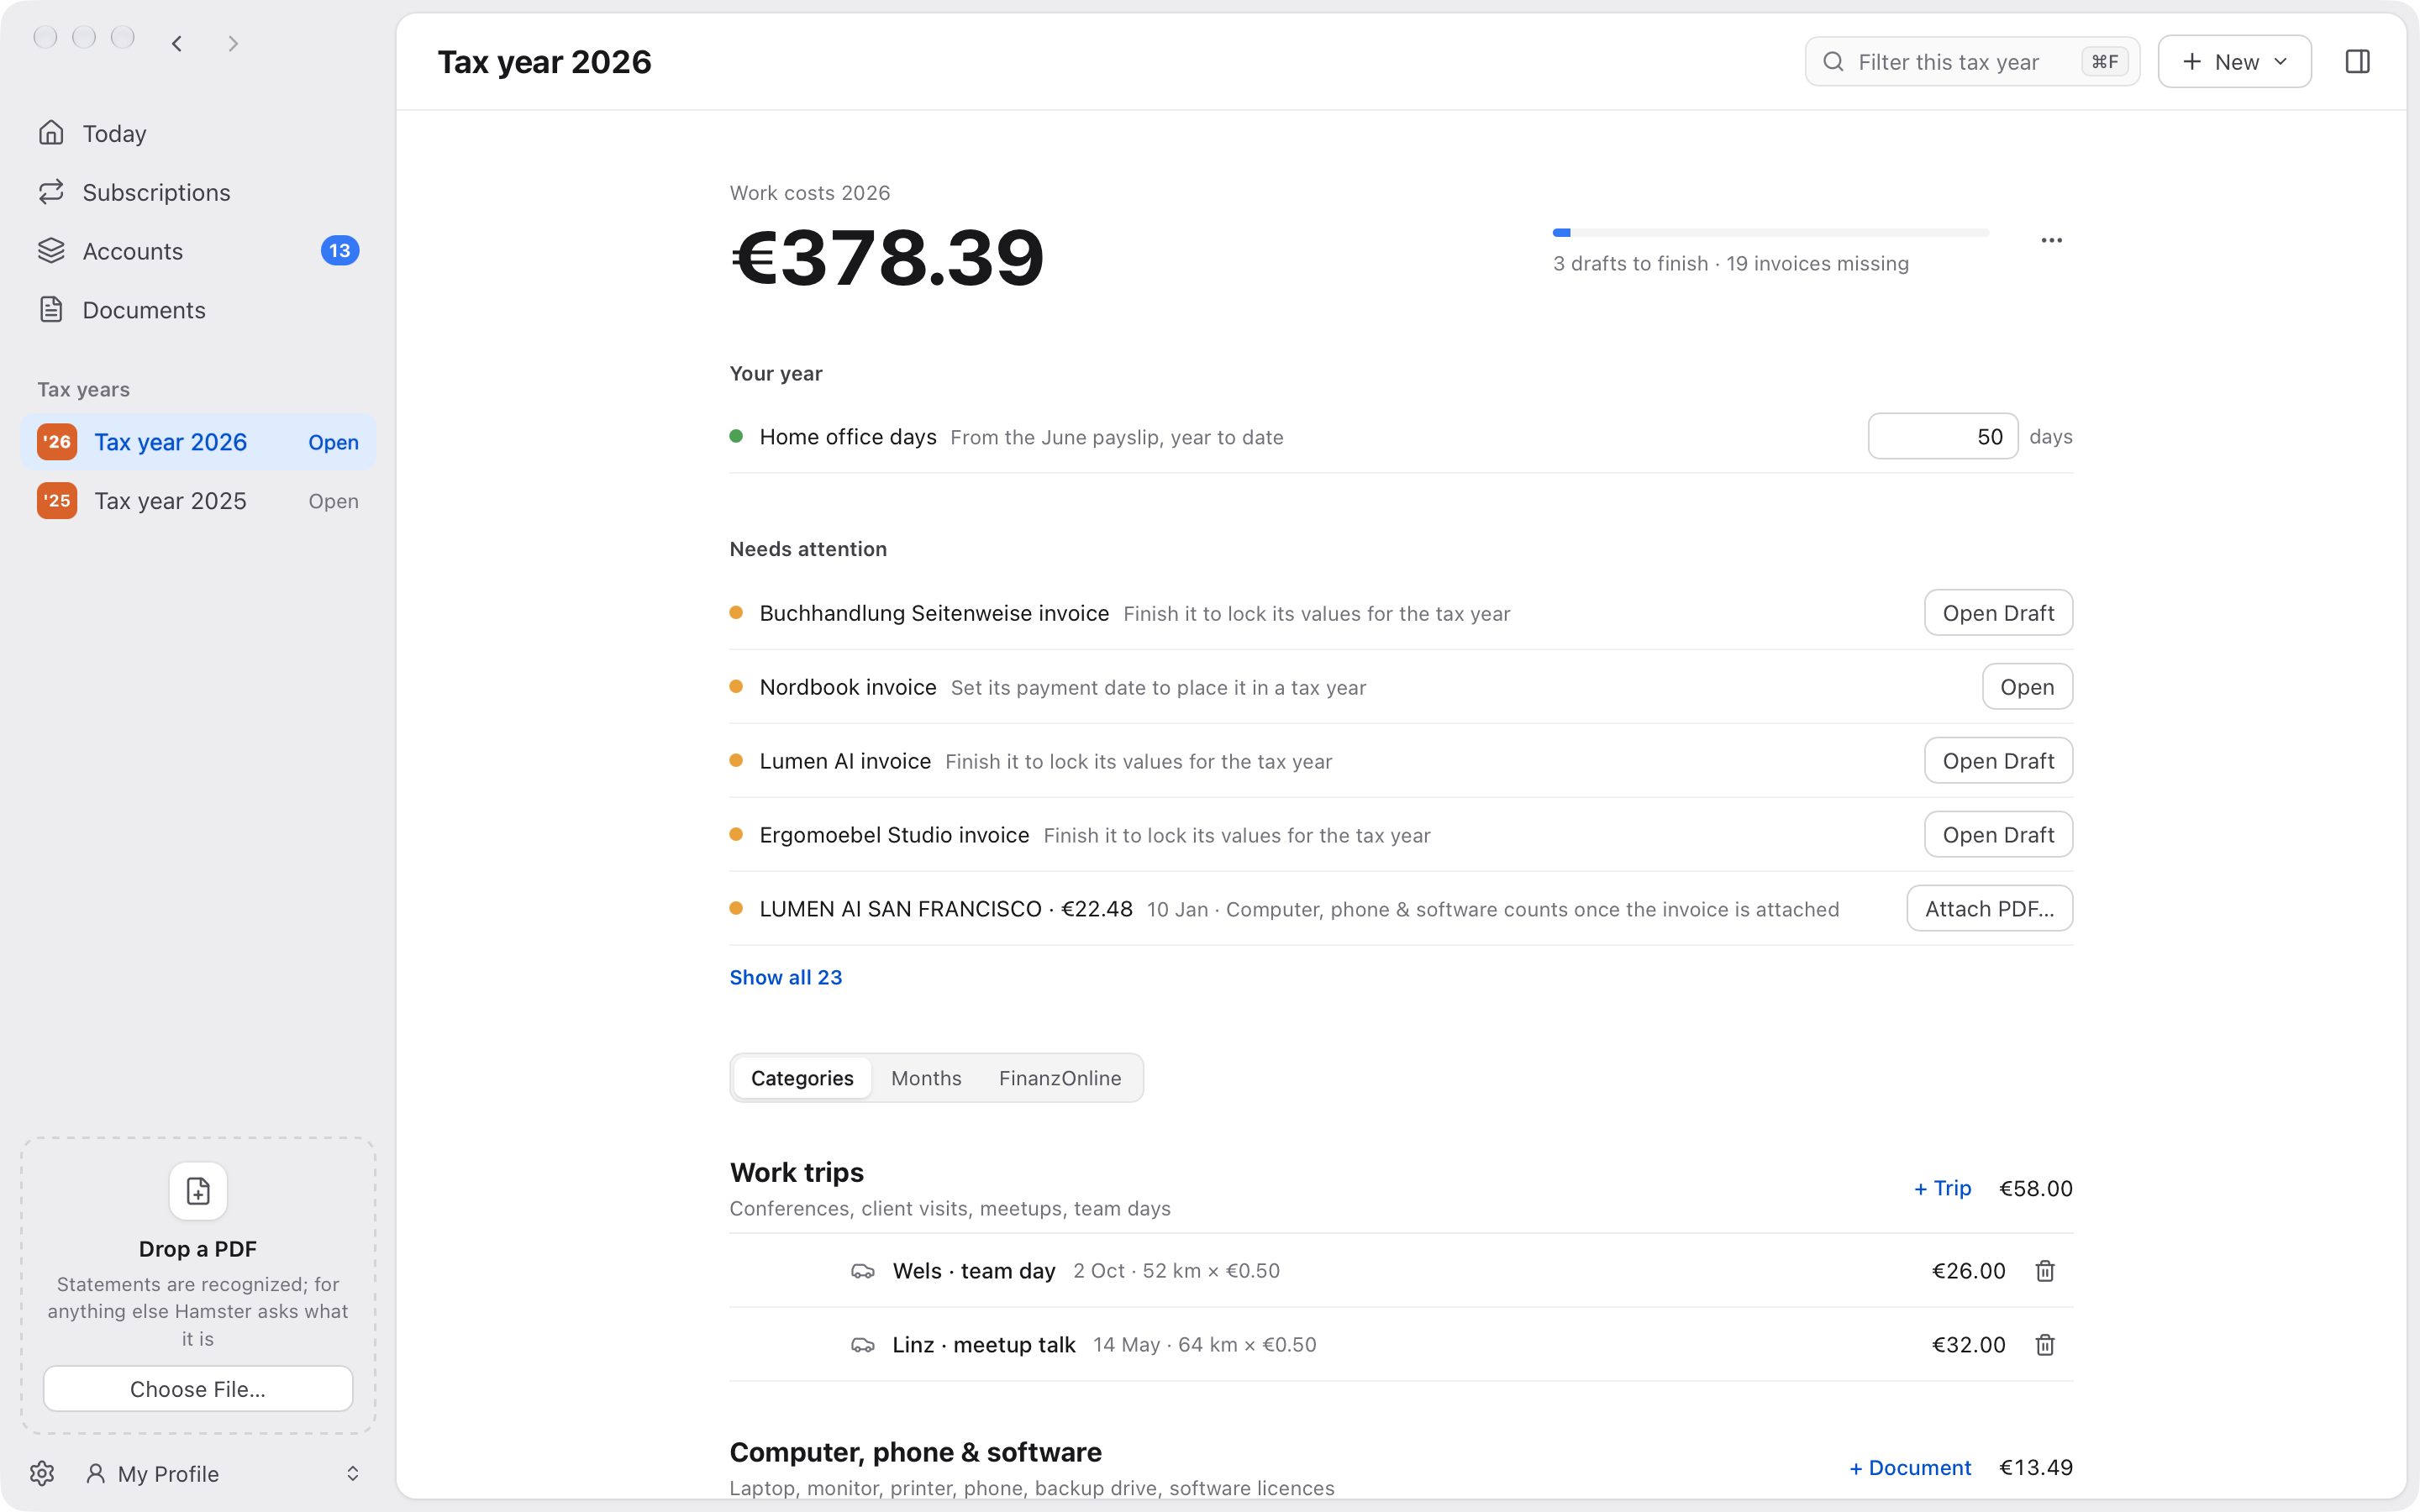 Today
Subscriptions
Accounts 13
Documents
Tax years
'26 Tax year 2026 Open
'25 Tax year 2025 Open
Drop a PDF
Statements are recognized; for
anything else Hamster asks what
it is
Choose File...
My Profile
Tax year 2026
Filter this tax year ⌘F
+ New
Work costs 2026
€378.39
3 drafts to finish · 19 invoices missing
Your year
Home office days From the June payslip, year to date 50 days
Needs attention
Buchhandlung Seitenweise invoice Finish it to lock its values for the tax year Open Draft
Nordbook invoice Set its payment date to place it in a tax year Open
Lumen AI invoice Finish it to lock its values for the tax year Open Draft
Ergomoebel Studio invoice Finish it to lock its values for the tax year Open Draft
LUMEN AI SAN FRANCISCO · €22.48 10 Jan · Computer, phone & software counts once the invoice is attached Attach PDF...
Show all 23
Categories Months FinanzOnline
Work trips
Conferences, client visits, meetups, team days
+ Trip €58.00
Wels · team day 2 Oct · 52 km × €0.50 €26.00
Linz · meetup talk 14 May · 64 km × €0.50 €32.00
Computer, phone & software
Laptop, monitor, printer, phone, backup drive, software licences
+ Document €13.49